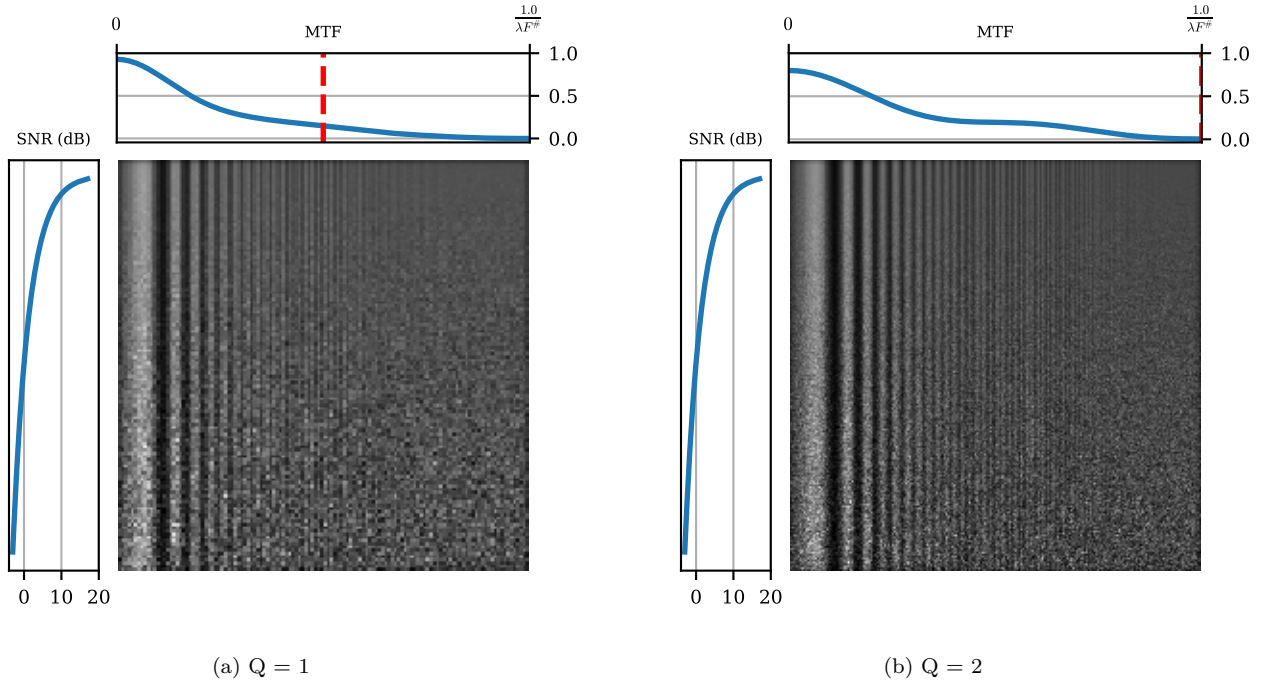 0 MTF 1.0/λF#
1.0
0.5
0.0
SNR (dB)
0 10 20
(a) Q = 1
0 MTF 1.0/λF#
1.0
0.5
0.0
SNR (dB)
0 10 20
(b) Q = 2